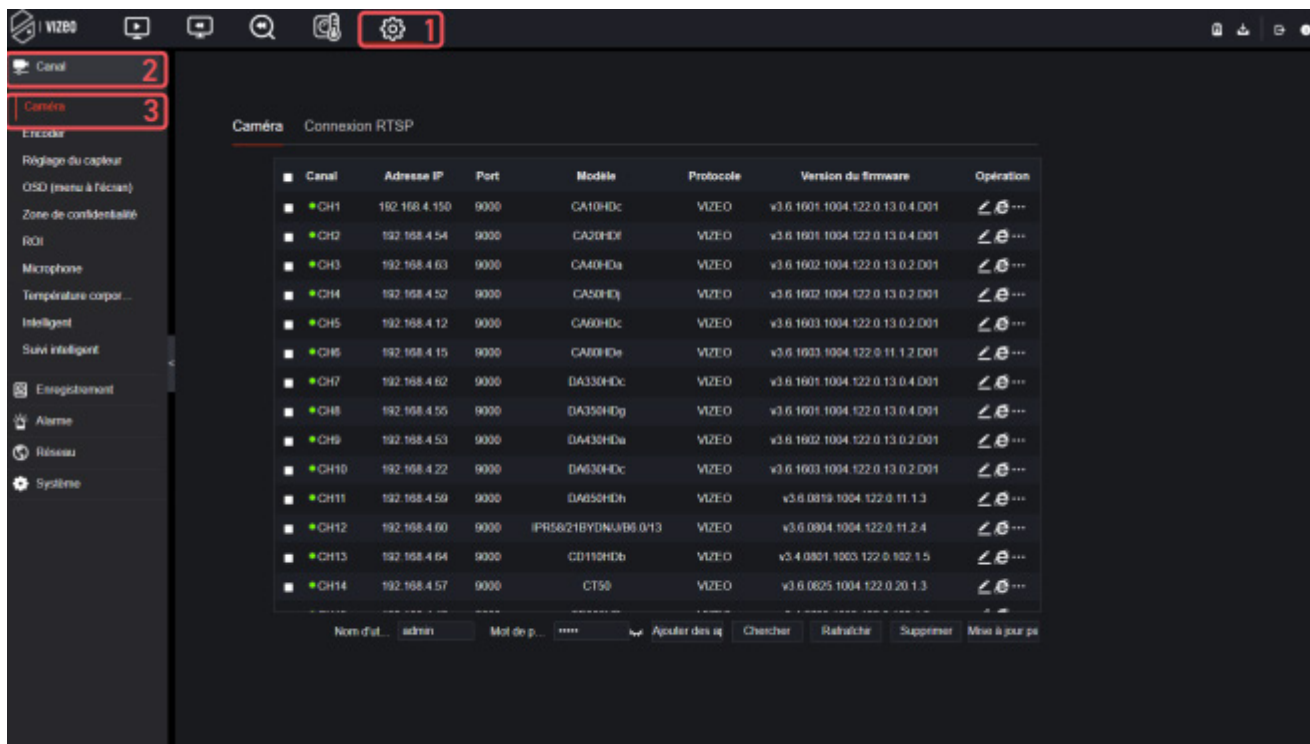 VIZEO
1
Canal
2
Caméra
3
Encoder
Réglage du capteur
OSD (menu à l'écran)
Zone de confidentialité
ROI
Microphone
Température corpor...
Intelligent
Suivi intelligent
Enregistrement
Alarme
Réseau
Système
Caméra Connexion RTSP
Canal Adresse IP Port Modèle Protocole Version du firmware Opération
CH1 192.168.4.150 9000 CA10HDc VIZEO v3.6.1601.1004.122.0.13.0.4.D01
CH2 192.168.4.54 9000 CA20HDf VIZEO v3.6.1601.1004.122.0.13.0.4.D01
CH3 192.168.4.63 9000 CA40HDa VIZEO v3.6.1602.1004.122.0.13.0.2.D01
CH4 192.168.4.52 9000 CA50HDj VIZEO v3.6.1602.1004.122.0.13.0.2.D01
CH5 192.168.4.12 9000 CA60HDc VIZEO v3.6.1603.1004.122.0.13.0.2.D01
CH6 192.168.4.15 9000 CA80HDe VIZEO v3.6.1603.1004.122.0.11.1.2.D01
CH7 192.168.4.62 9000 DA330HDc VIZEO v3.6.1601.1004.122.0.13.0.4.D01
CH8 192.168.4.55 9000 DA350HDg VIZEO v3.6.1601.1004.122.0.13.0.4.D01
CH9 192.168.4.53 9000 DA430HDa VIZEO v3.6.1602.1004.122.0.13.0.2.D01
CH10 192.168.4.22 9000 DA630HDc VIZEO v3.6.1603.1004.122.0.13.0.2.D01
CH11 192.168.4.59 9000 DA650HDh VIZEO v3.6.0819.1004.122.0.11.1.3
CH12 192.168.4.60 9000 IPR58/21BYDN/J/B6.0/13 VIZEO v3.6.0804.1004.122.0.11.2.4
CH13 192.168.4.64 9000 CD110HDb VIZEO v3.4.0801.1003.122.0.102.1.5
CH14 192.168.4.57 9000 CT50 VIZEO v3.6.0825.1004.122.0.20.1.3
Nom d'ut... admin Mot de p... ••••• Ajouter des Chercher Rafraîchir Supprimer Mise à jour